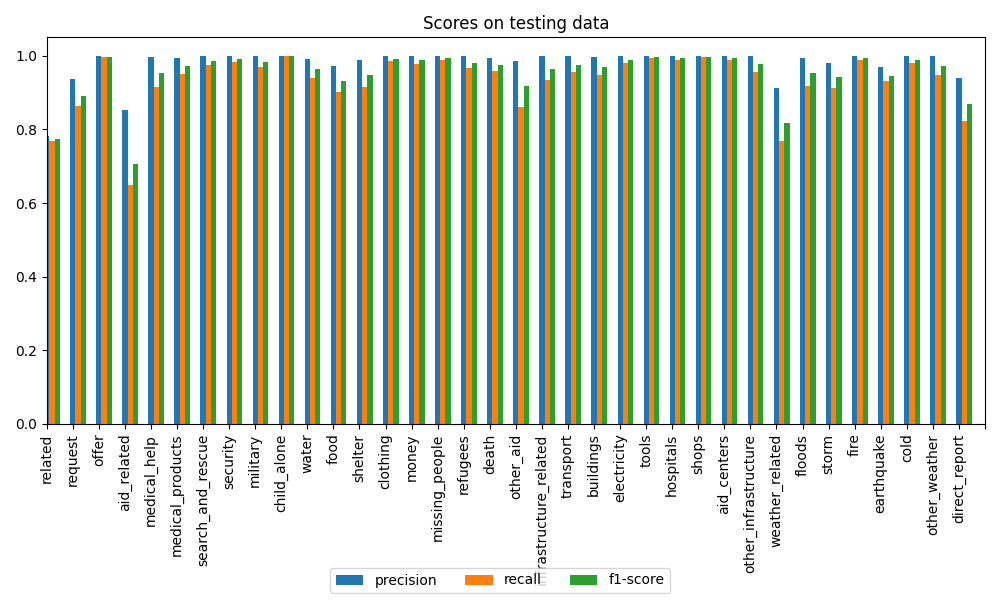 Scores on testing data
1.0
0.8
0.6
0.4
0.2
0.0
related
request
offer
aid_related
medical_help
medical_products
search_and_rescue
security
military
child_alone
water
food
shelter
clothing
money
missing_people
refugees
death
other_aid
infrastructure_related
transport
buildings
electricity
tools
hospitals
shops
aid_centers
other_infrastructure
weather_related
floods
storm
fire
earthquake
cold
other_weather
direct_report
precision recall f1-score